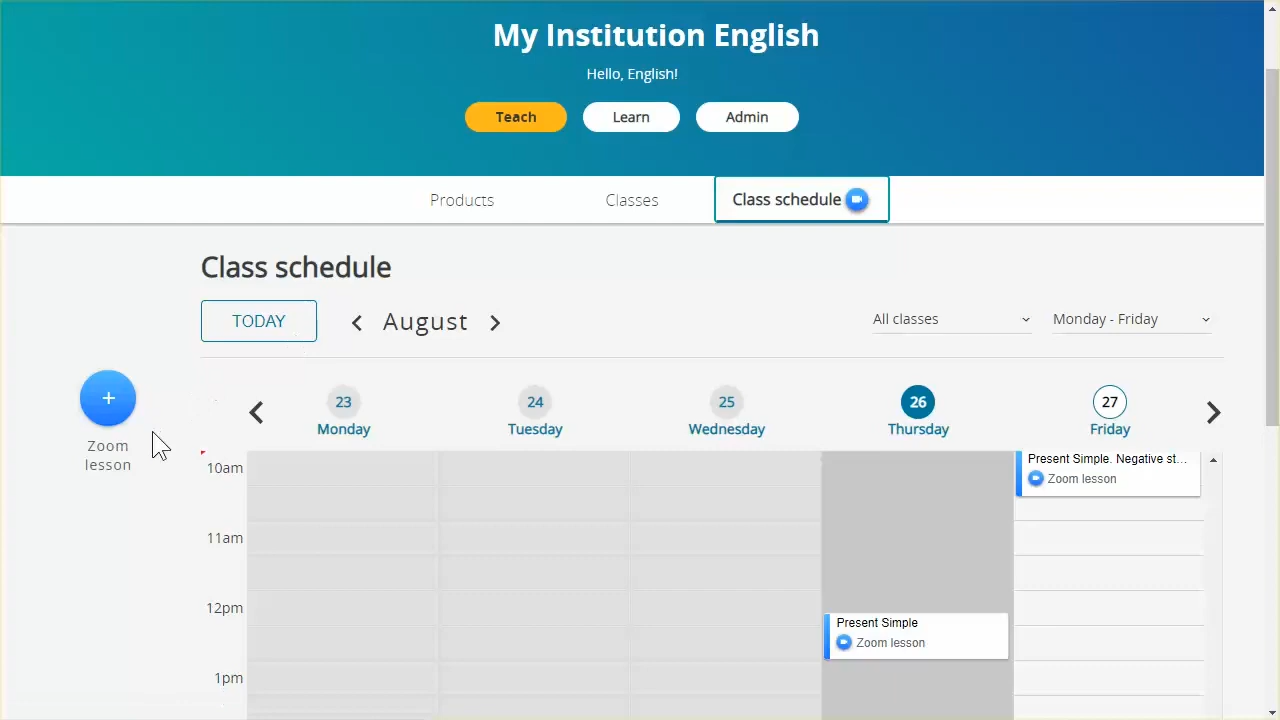 My Institution English
Hello, English!
Teach Learn Admin
Products Classes Class schedule
Class schedule
TODAY August All classes Monday - Friday
+
Zoom
lesson
23 24 25 26 27
Monday Tuesday Wednesday Thursday Friday
10am
Present Simple. Negative st...
Zoom lesson
11am
12pm
Present Simple
Zoom lesson
1pm